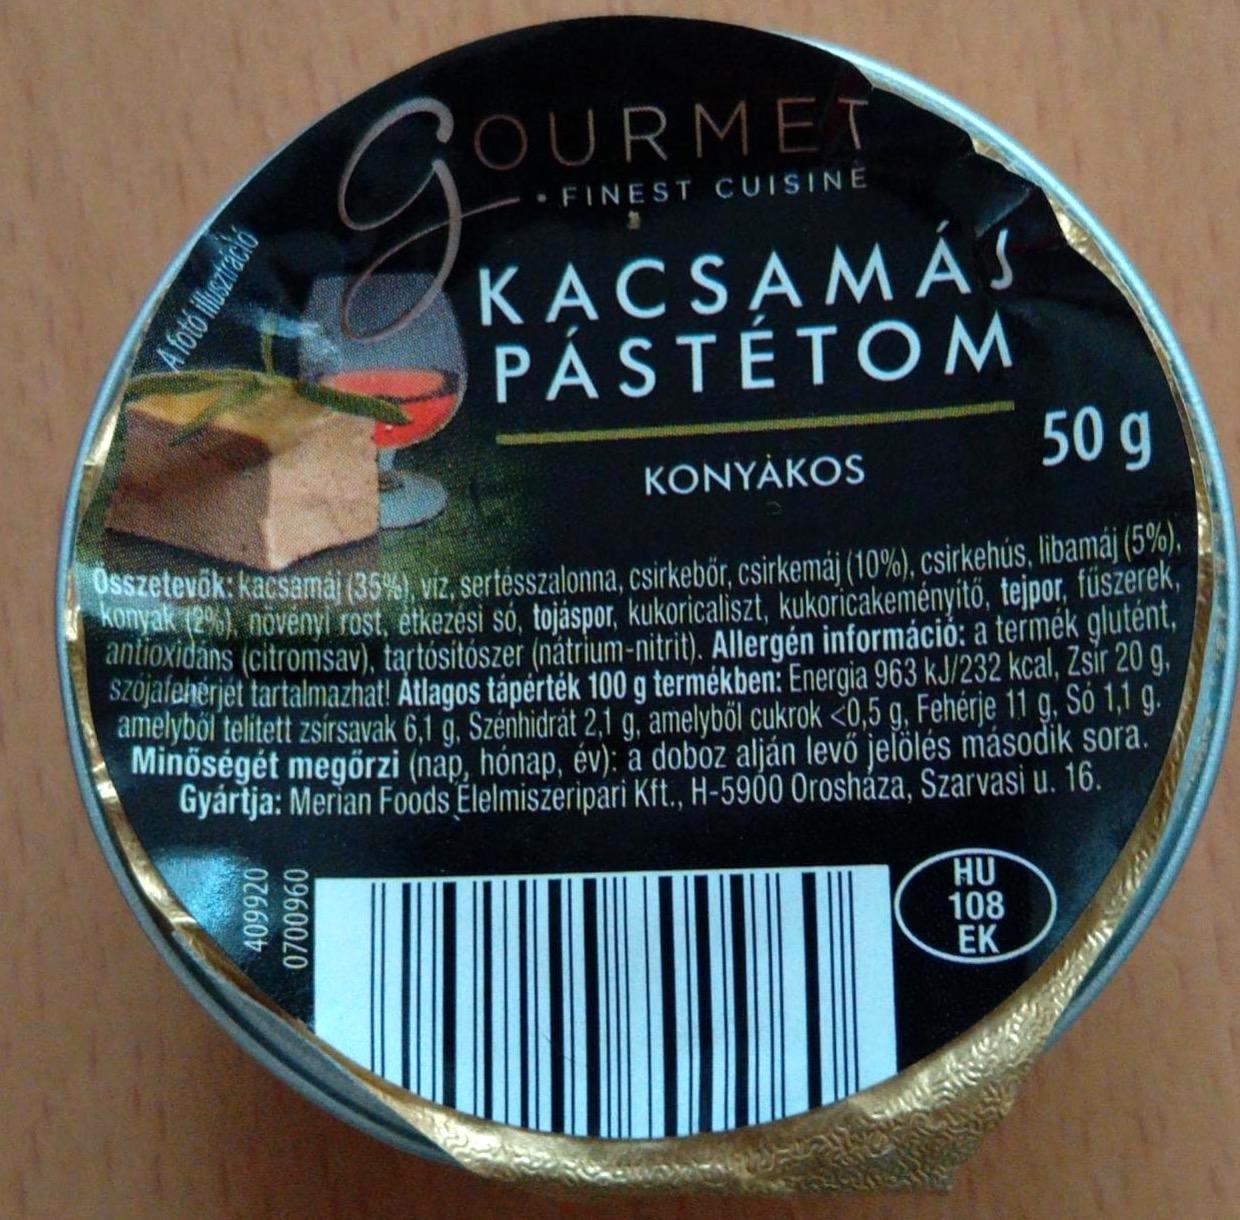 GOURMET
• FINEST CUISINE
A fotó illusztráció
KACSAMÁJ
PÁSTÉTOM
50 g
KONYAKOS
Összetevők: kacsamáj (35%), víz, sertésszalonna, csirkebőr, csirkemáj (10%), csirkehús, libamáj (5%),
konyak (2%), növényi rost, étkezési só, tojáspor, kukoricaliszt, kukoricakeményítő, tejpor, fűszerek,
antioxidáns (citromsav), tartósítószer (nátrium-nitrit). Allergén információ: a termék glutént,
szójafehérjét tartalmazhat! Átlagos tápérték 100 g termékben: Energia 963 kJ/232 kcal, Zsír 20 g,
amelyből telített zsírsavak 6,1 g, Szénhidrát 2,1 g, amelyből cukrok <0,5 g, Fehérje 11 g, Só 1,1 g.
Minőségét megőrzi (nap, hónap, év): a doboz alján levő jelölés második sora.
Gyártja: Merian Foods Élelmiszeripari Kft., H-5900 Orosháza, Szarvasi u. 16.
409920
0700960
HU
108
EK